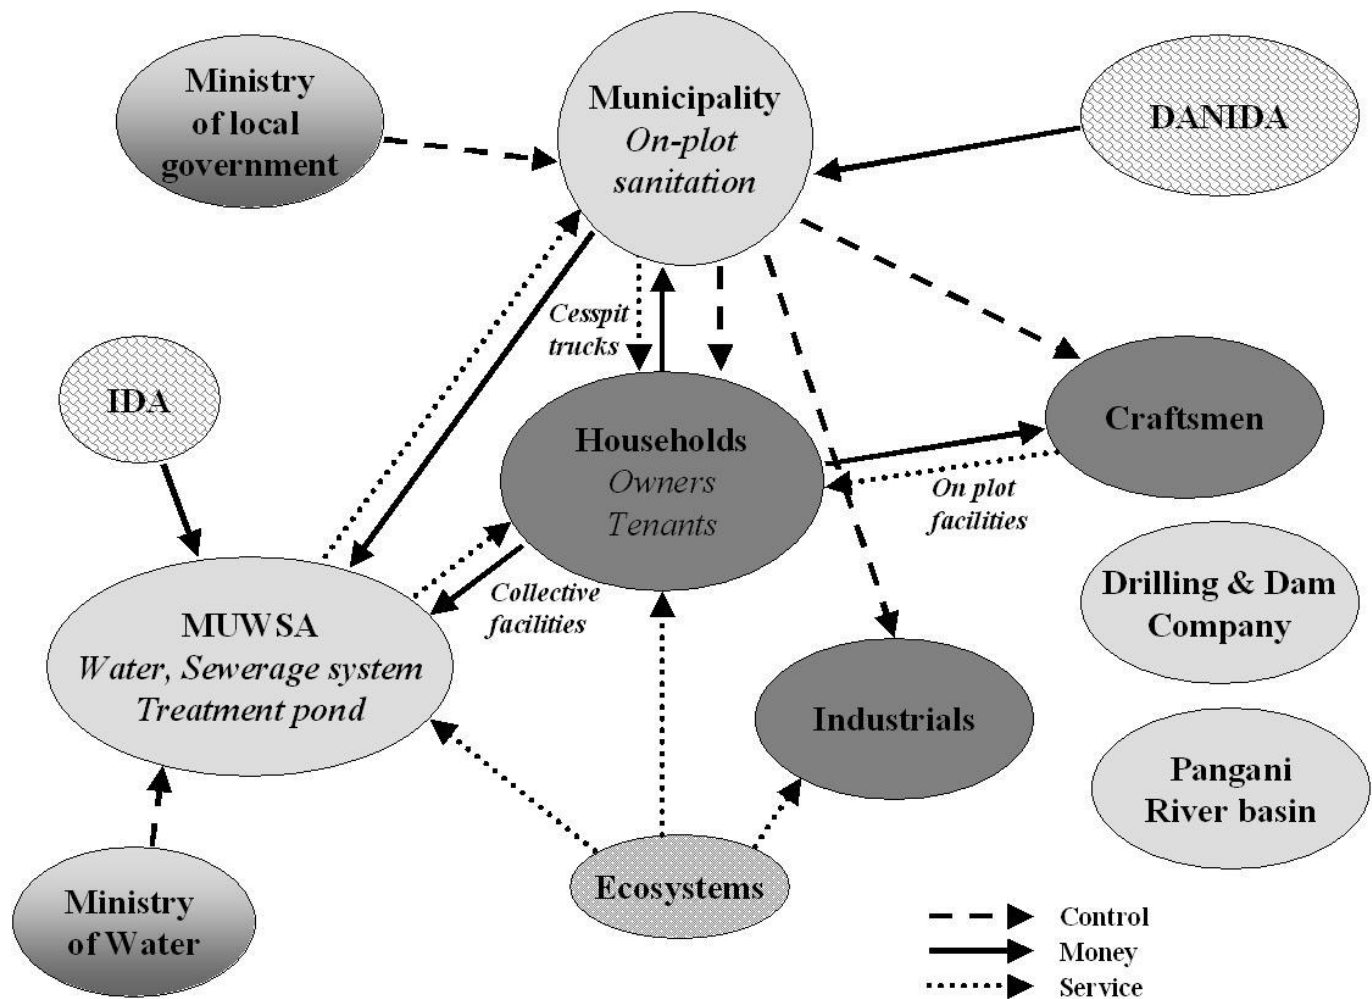 Ministry
of local
government
Municipality
On-plot
sanitation
DANIDA
Cesspit
trucks
IDA
Households
Owners
Tenants
Craftsmen
On plot
facilities
Collective
facilities
MUWSA
Water, Sewerage system
Treatment pond
Drilling & Dam
Company
Industrials
Pangani
River basin
Ministry
of Water
Ecosystems
Control
Money
Service